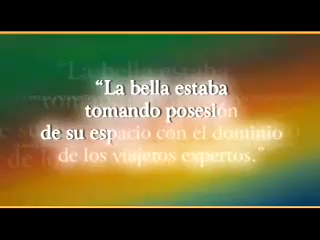 “La bella estaba
tomando posesión
de su espacio con el dominio
de los viajeros expertos.”